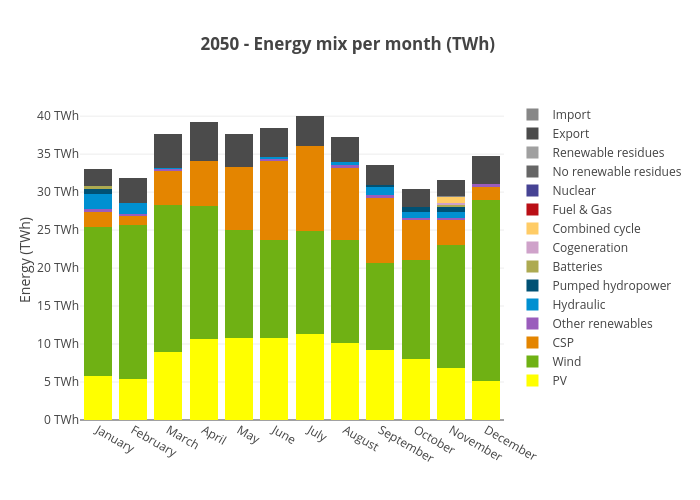 2050 - Energy mix per month (TWh)
40 TWh
35 TWh
30 TWh
25 TWh
20 TWh
15 TWh
10 TWh
5 TWh
0 TWh
Energy (TWh)
January
February
March
April
May
June
July
August
September
October
November
December
Import
Export
Renewable residues
No renewable residues
Nuclear
Fuel & Gas
Combined cycle
Cogeneration
Batteries
Pumped hydropower
Hydraulic
Other renewables
CSP
Wind
PV